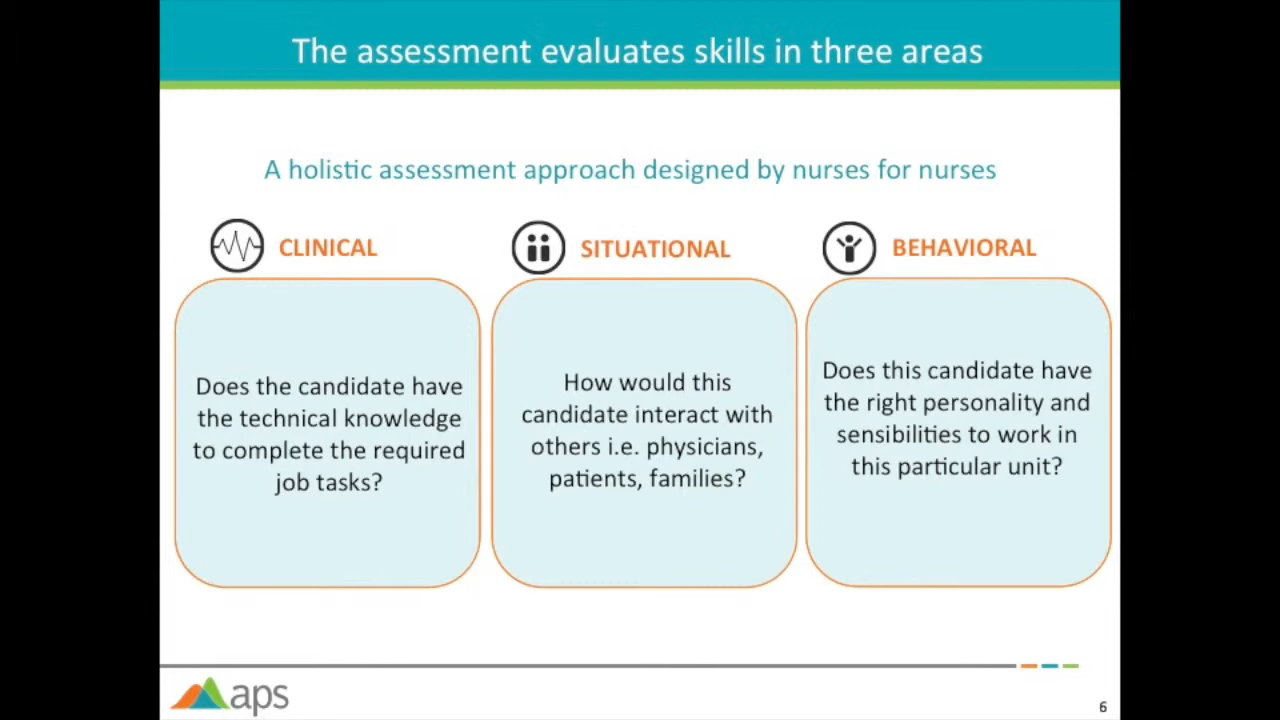 The assessment evaluates skills in three areas
A holistic assessment approach designed by nurses for nurses
CLINICAL
Does the candidate have
the technical knowledge
to complete the required
job tasks?
SITUATIONAL
How would this
candidate interact with
others i.e. physicians,
patients, families?
BEHAVIORAL
Does this candidate have
the right personality and
sensibilities to work in
this particular unit?
aps
6